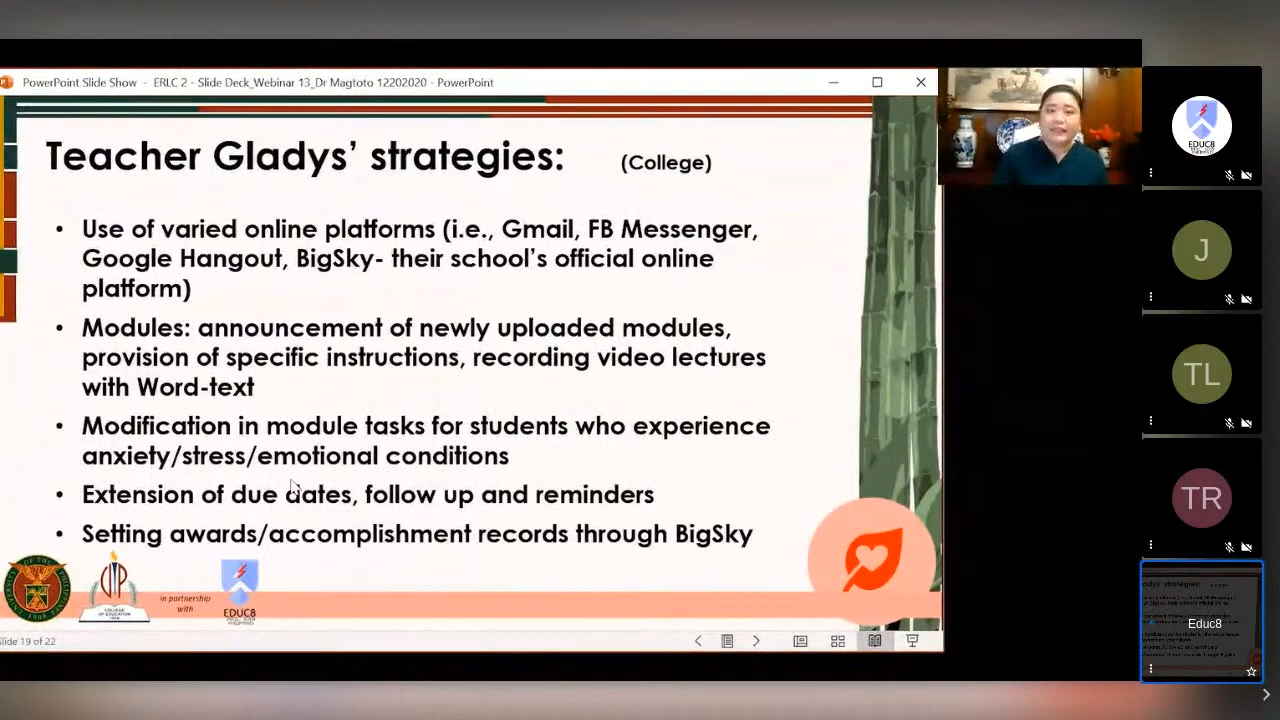 PowerPoint Slide Show - ERLC 2 - Slide Deck_Webinar 13_Dr Magtoto 12202020 - PowerPoint
Teacher Gladys’ strategies: (College)
• Use of varied online platforms (i.e., Gmail, FB Messenger,
Google Hangout, BigSky- their school’s official online
platform)
• Modules: announcement of newly uploaded modules,
provision of specific instructions, recording video lectures
with Word-text
• Modification in module tasks for students who experience
anxiety/stress/emotional conditions
• Extension of due dates, follow up and reminders
• Setting awards/accomplishment records through BigSky
COLLEGE
OF EDUCATION
in partnership
with
EDUC8
Slide 19 of 22
EDUC8
J
TL
TR
Educ8